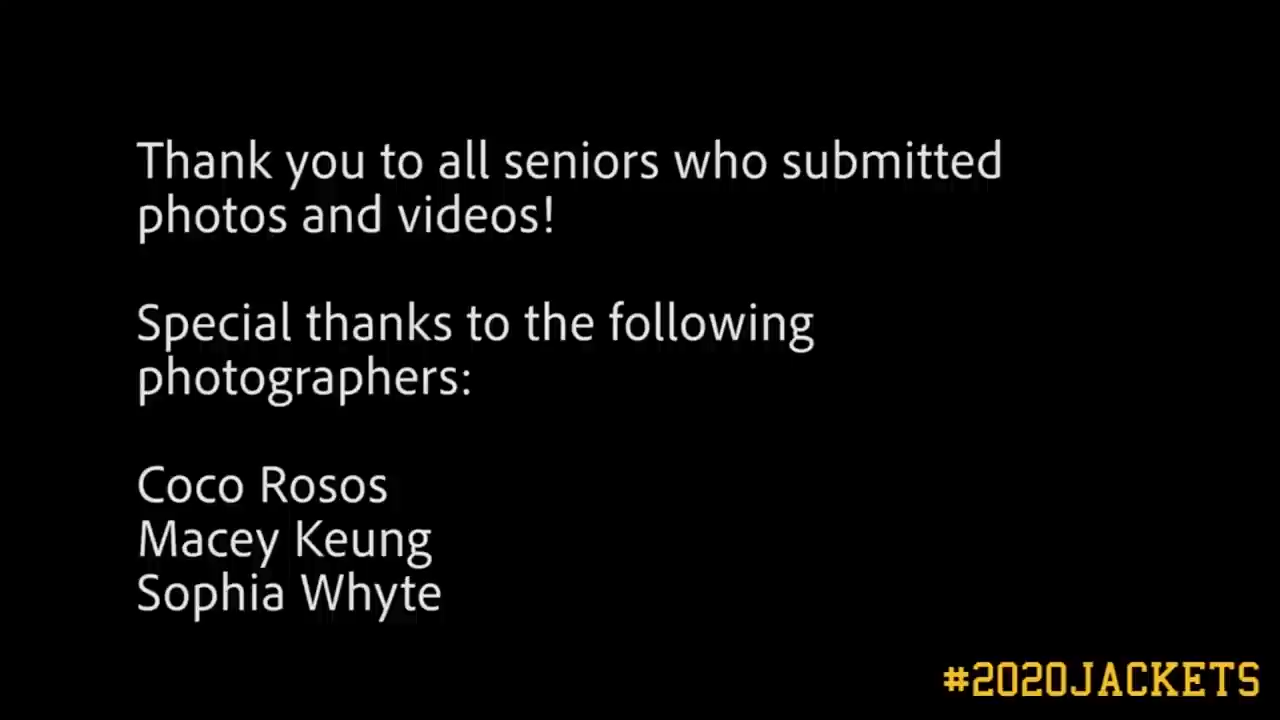 Thank you to all seniors who submitted
photos and videos!
Special thanks to the following
photographers:
Coco Rosos
Macey Keung
Sophia Whyte
#2020JACKETS